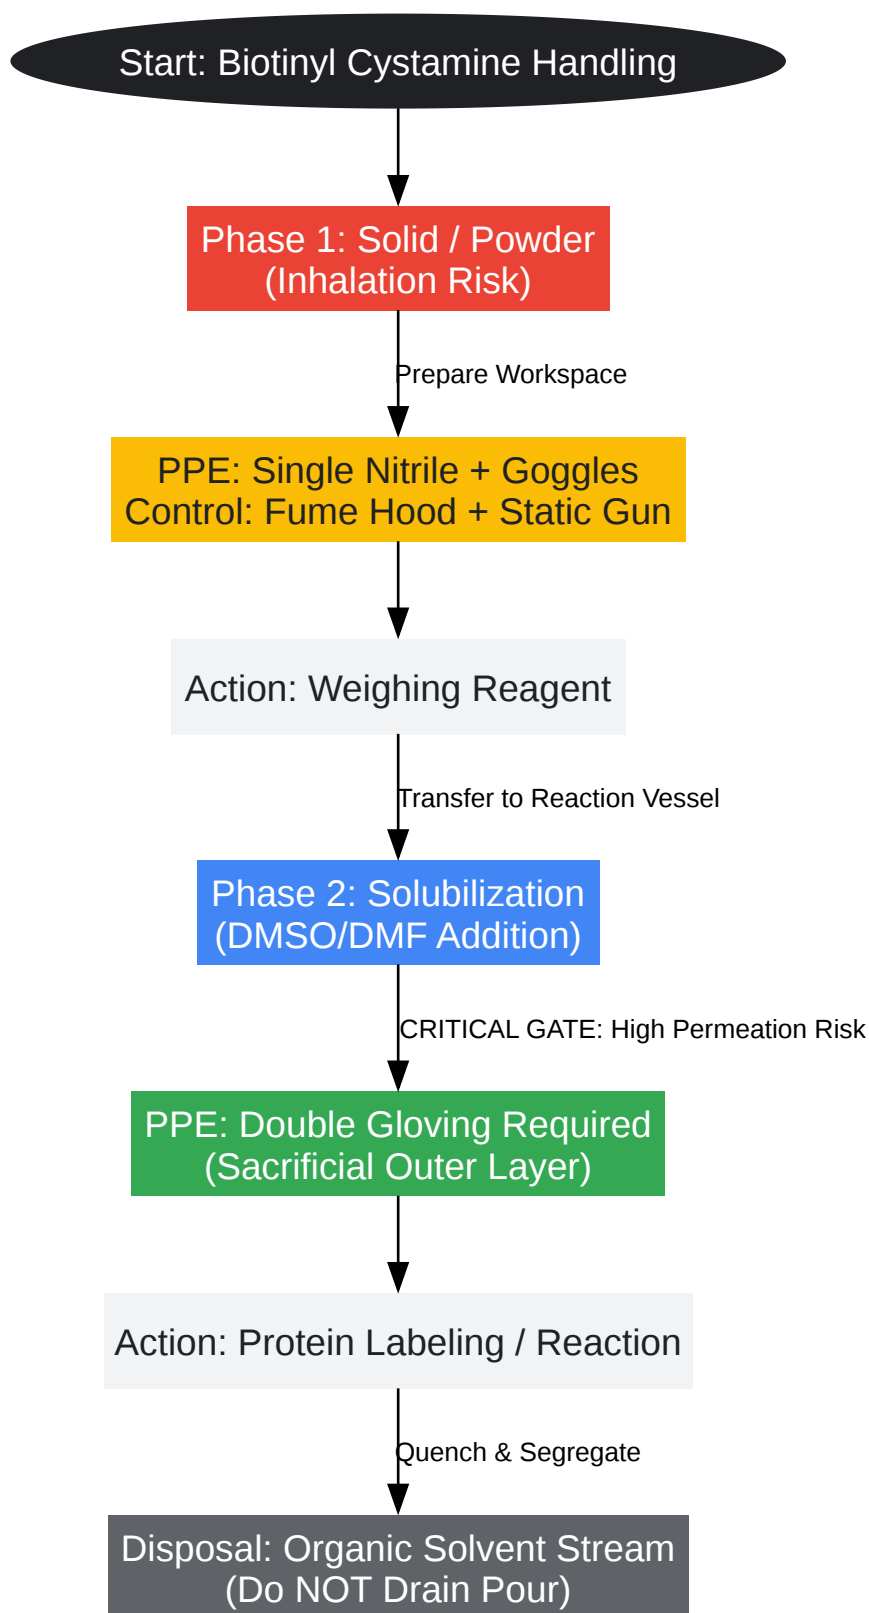 Start: Biotinyl Cystamine Handling
Phase 1: Solid / Powder
(Inhalation Risk)
Prepare Workspace
PPE: Single Nitrile + Goggles
Control: Fume Hood + Static Gun
Action: Weighing Reagent
Transfer to Reaction Vessel
Phase 2: Solubilization
(DMSO/DMF Addition)
CRITICAL GATE: High Permeation Risk
PPE: Double Gloving Required
(Sacrificial Outer Layer)
Action: Protein Labeling / Reaction
Quench & Segregate
Disposal: Organic Solvent Stream
(Do NOT Drain Pour)